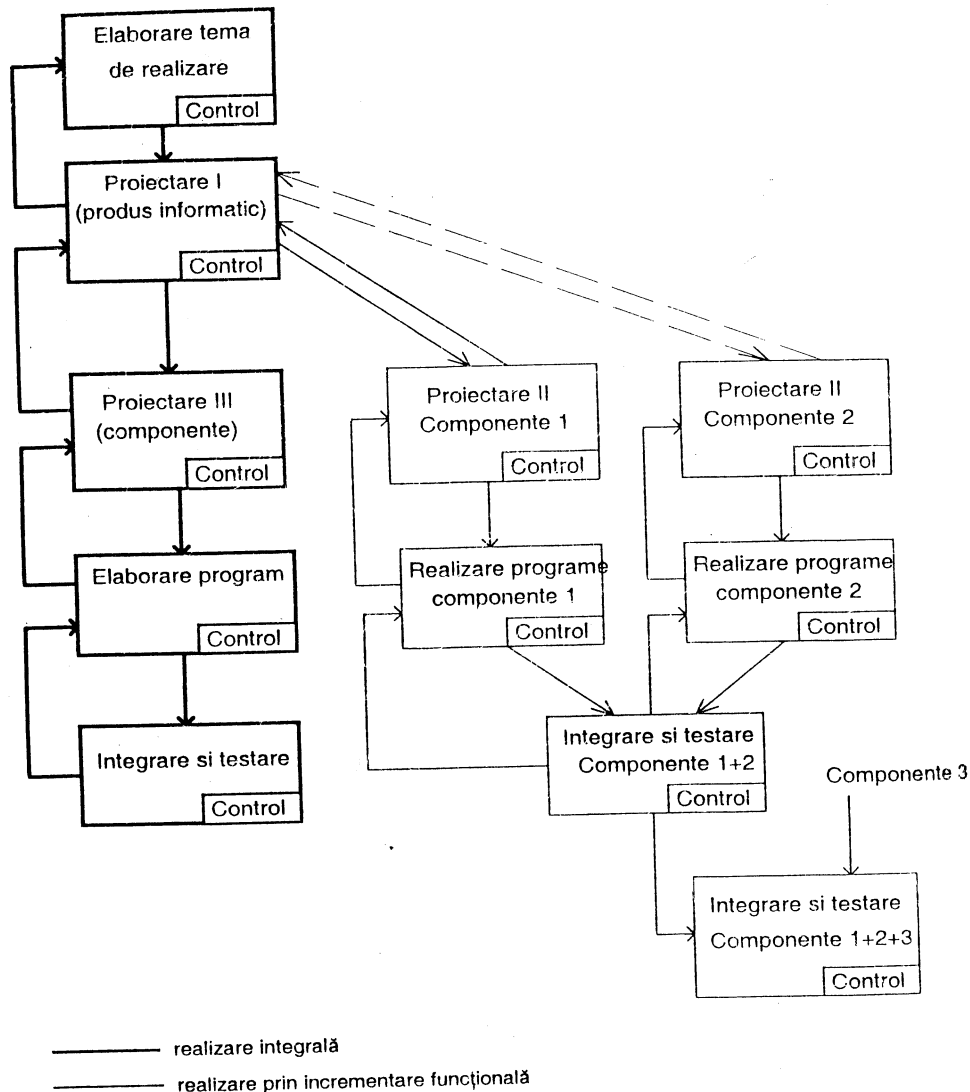 Elaborare tema
de realizare
Control
Proiectare I
(produs informatic)
Control
Proiectare III
(componente)
Control
Elaborare program
Control
Integrare si testare
Control
Proiectare II
Componente 1
Control
Realizare programe
componente 1
Control
Proiectare II
Componente 2
Control
Realizare programe
componente 2
Control
Integrare si testare
Componente 1+2
Control
Componente 3
Integrare si testare
Componente 1+2+3
Control
realizare integrală
realizare prin incrementare funcțională